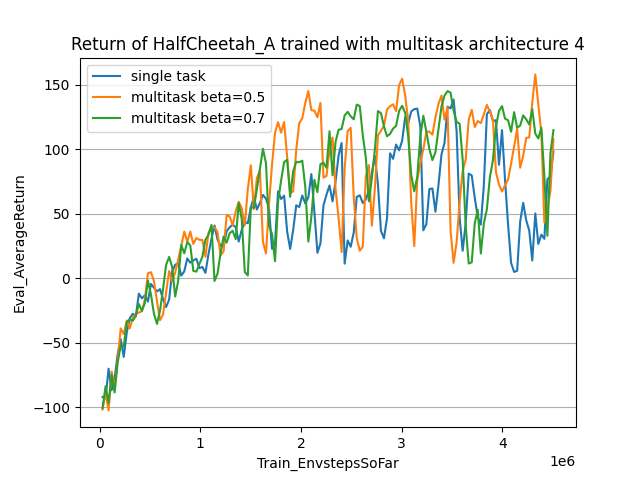 Return of HalfCheetah_A trained with multitask architecture 4
single task
multitask beta=0.5
multitask beta=0.7
Eval_AverageReturn
150
100
50
0
−50
−100
0
1
2
3
4
1e6
Train_EnvstepsSoFar